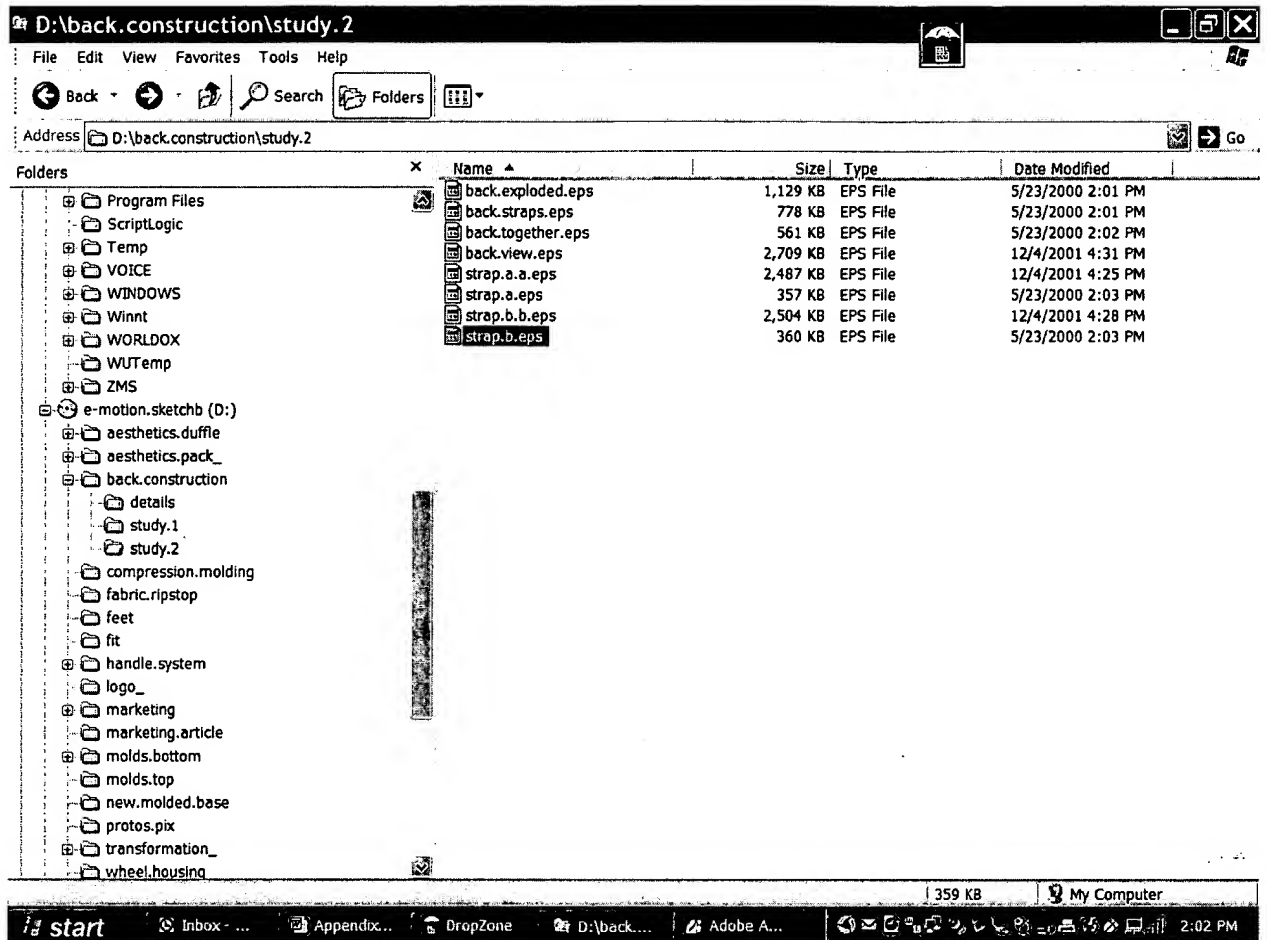 D:\back.construction\study.2
File Edit View Favorites Tools Help
Back Search Folders
Address D:\back.construction\study.2 Go
Folders × Name Size Type Date Modified
Program Files
ScriptLogic
Temp
VOICE
WINDOWS
Winnt
WORLDOX
WUTemp
ZMS
e-motion.sketchb (D:)
aesthetics.duffle
aesthetics.pack_
back.construction
details
study.1
study.2
compression.molding
fabric.ripstop
feet
fit
handle.system
logo_
marketing
marketing.article
molds.bottom
molds.top
new.molded.base
protos.pix
transformation_
wheel.housing
back.exploded.eps 1,129 KB EPS File 5/23/2000 2:01 PM
back.straps.eps 778 KB EPS File 5/23/2000 2:01 PM
back.together.eps 561 KB EPS File 5/23/2000 2:02 PM
back.view.eps 2,709 KB EPS File 12/4/2001 4:31 PM
strap.a.a.eps 2,487 KB EPS File 12/4/2001 4:25 PM
strap.a.eps 357 KB EPS File 5/23/2000 2:03 PM
strap.b.b.eps 2,504 KB EPS File 12/4/2001 4:28 PM
strap.b.eps 360 KB EPS File 5/23/2000 2:03 PM
359 KB My Computer
start Inbox - ... Appendix... DropZone D:\back.... Adobe A... 2:02 PM